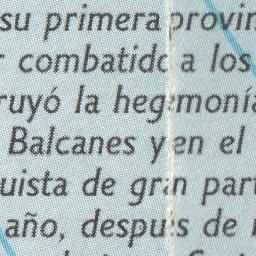 su primera provin
combatido a los
ruyó la hegemonía
Balcanes y en el
uista de gran part
año, después de